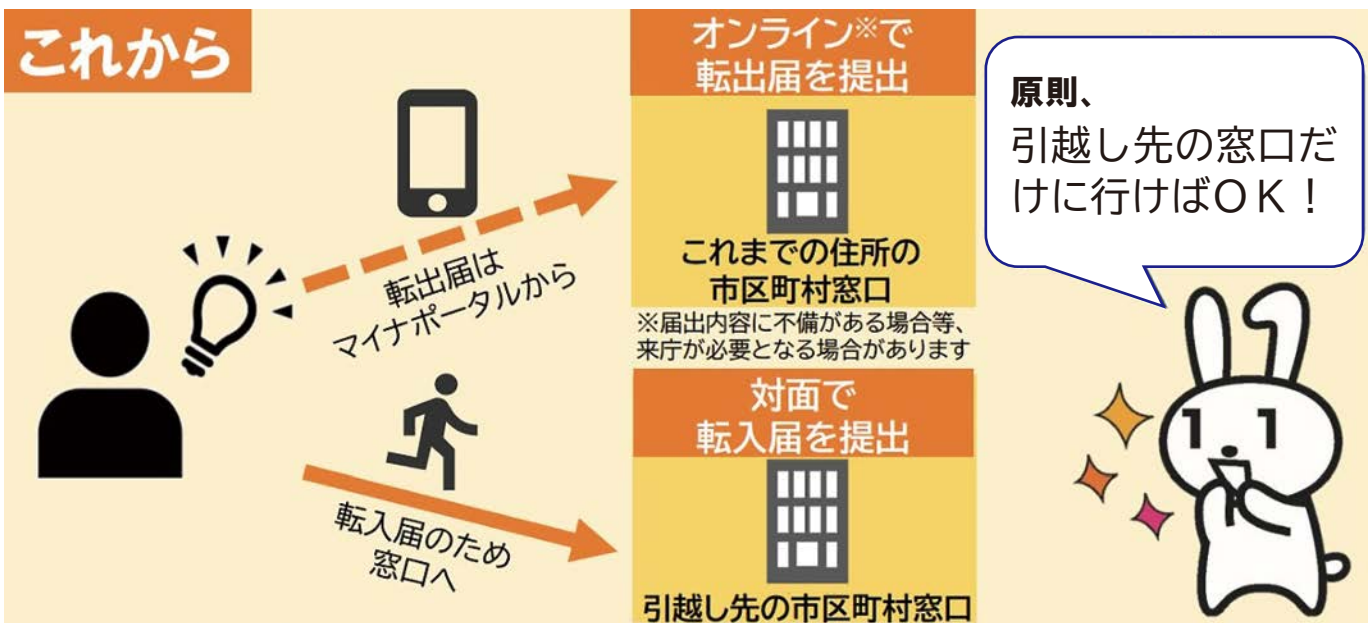 これから
オンライン※で
転出届を提出
原則、
引越し先の窓口だ
けに行けばOK！
転出届は
マイナポータルから
これまでの住所の
市区町村窓口
※届出内容に不備がある場合等、
来庁が必要となる場合があります
対面で
転入届を提出
転入届のため
窓口へ
引越し先の市区町村窓口